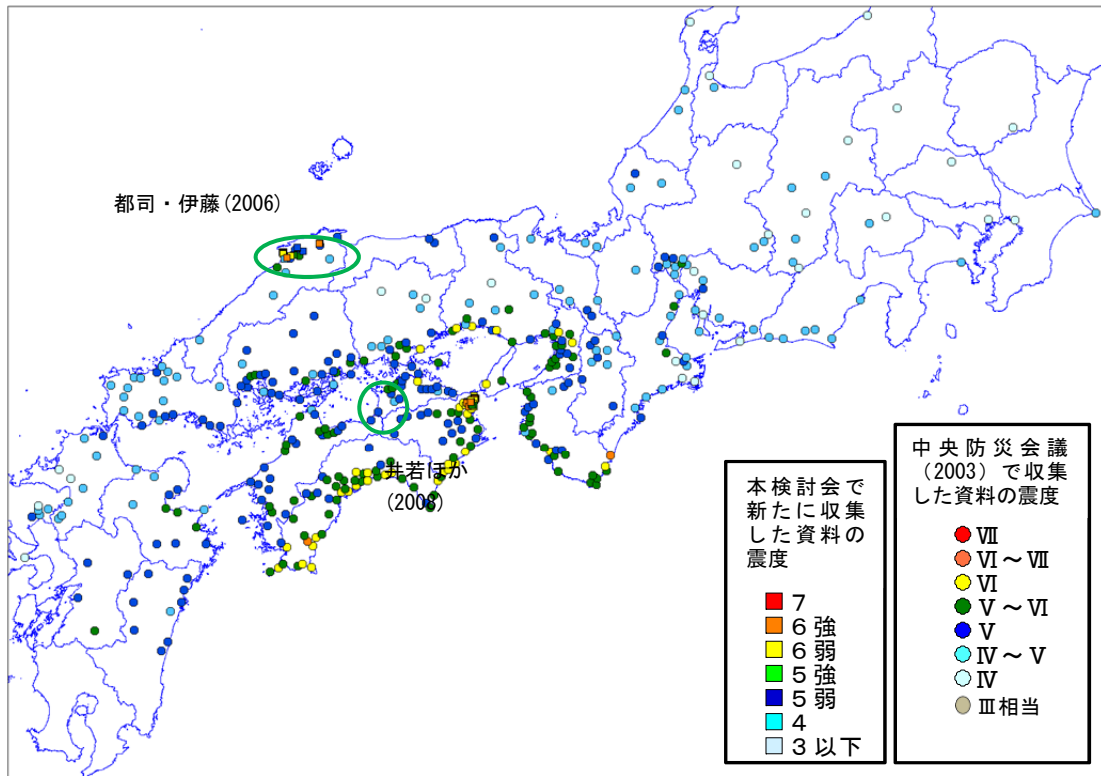 都司・伊藤(2006)
井若ほか
(2008)
本検討会で
新たに収集
した資料の
震度
7
6強
6弱
5強
5弱
4
3以下
中央防災会議
(2003)で収集
した資料の震度
Ⅶ
Ⅵ～Ⅶ
Ⅵ
Ⅴ～Ⅵ
Ⅴ
Ⅳ～Ⅴ
Ⅳ
Ⅲ相当